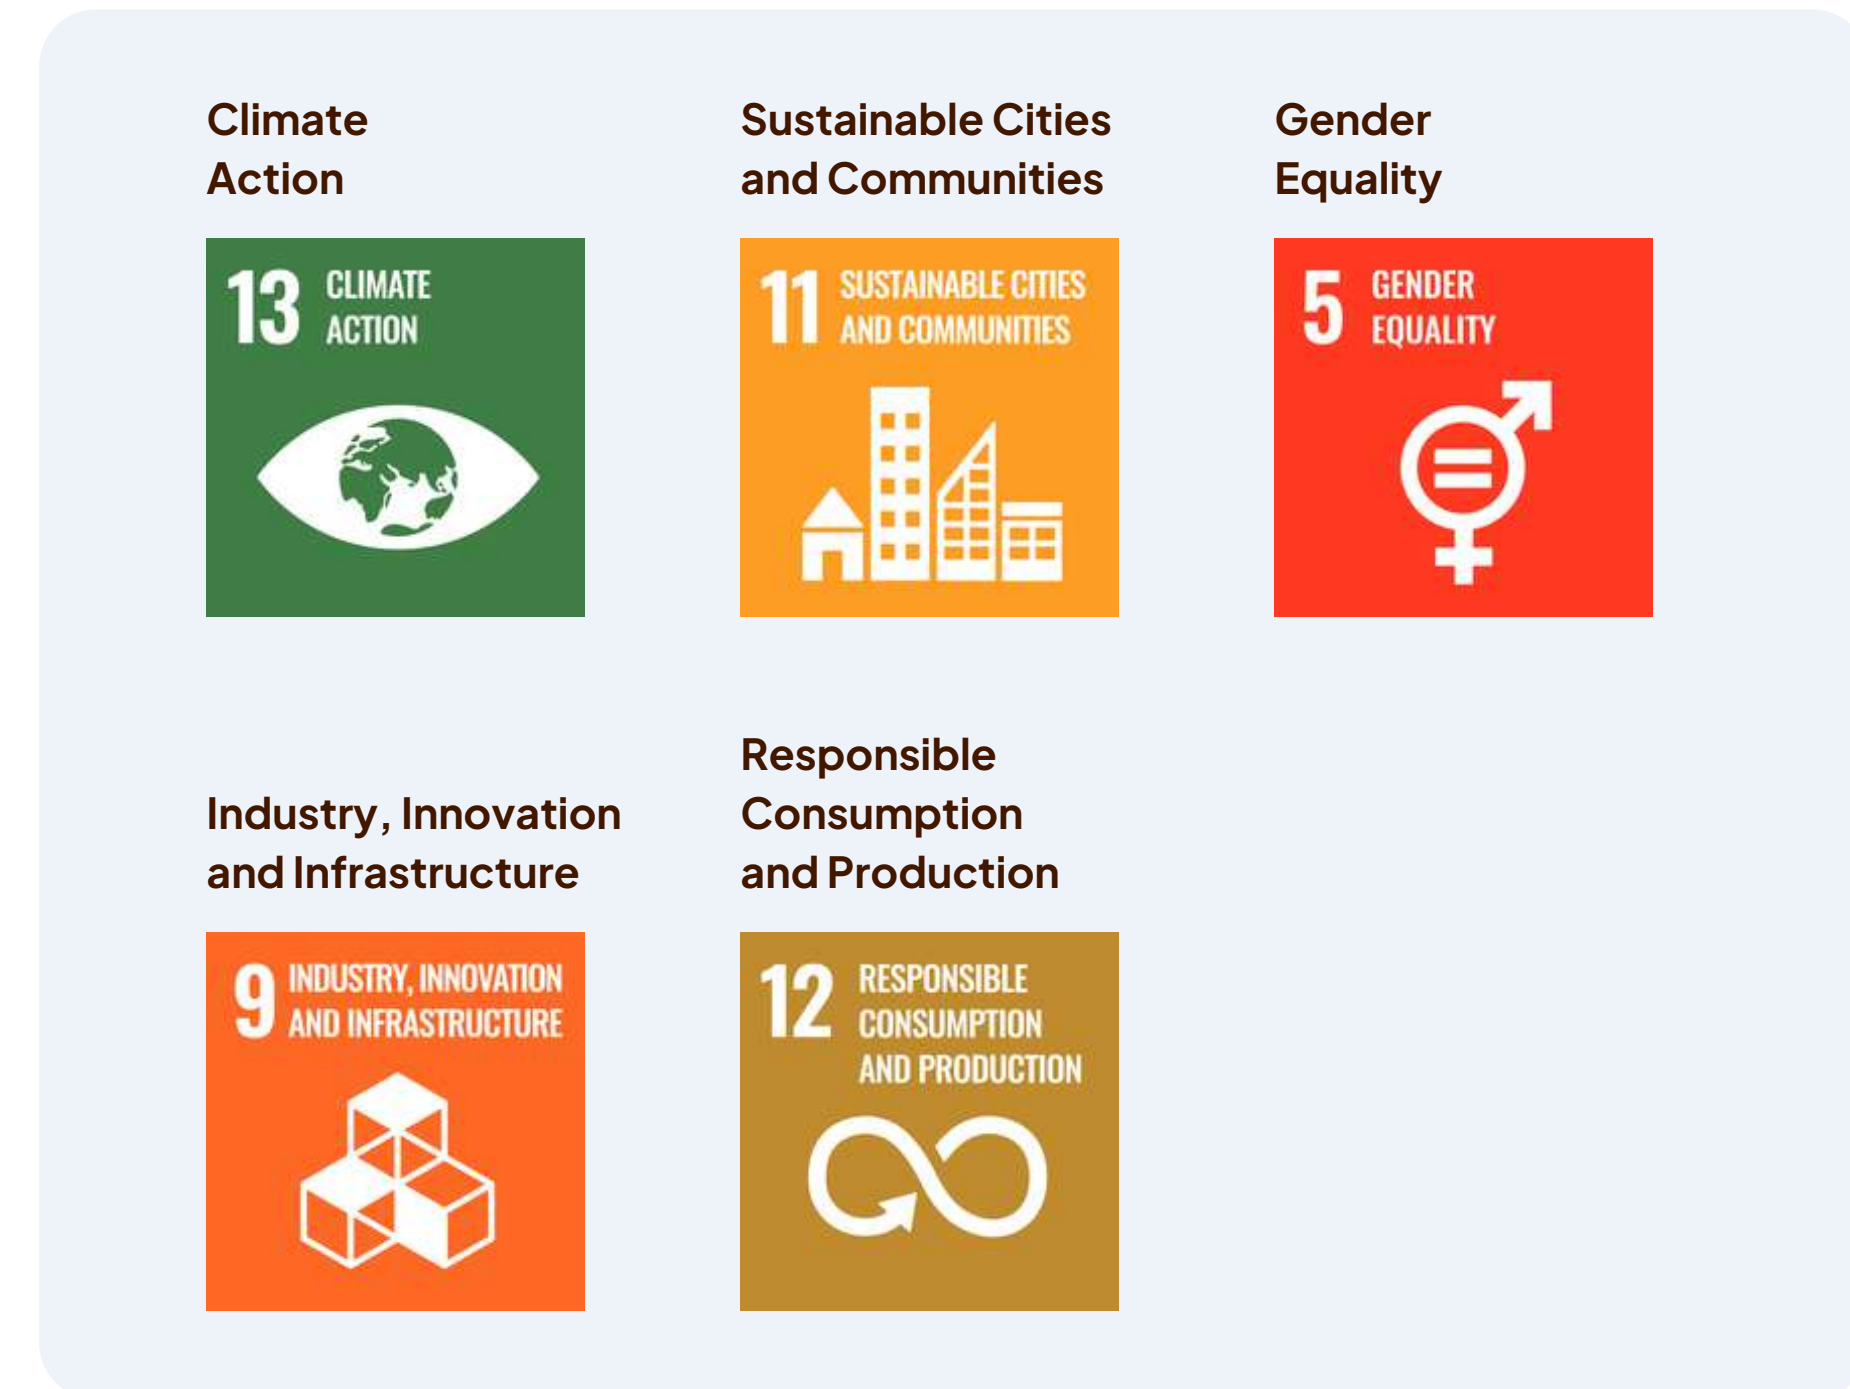 Climate
Action
Sustainable Cities
and Communities
Gender
Equality
13 CLIMATE
ACTION
11 SUSTAINABLE CITIES
AND COMMUNITIES
5 GENDER
EQUALITY
Industry, Innovation
and Infrastructure
Responsible
Consumption
and Production
9 INDUSTRY, INNOVATION
AND INFRASTRUCTURE
12 RESPONSIBLE
CONSUMPTION
AND PRODUCTION